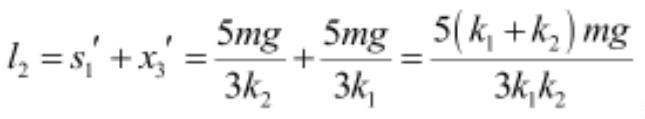 l₂ = s₁′ + x₃′ = 5mg/3k₂ + 5mg/3k₁ = 5(k₁ + k₂)mg/3k₁k₂